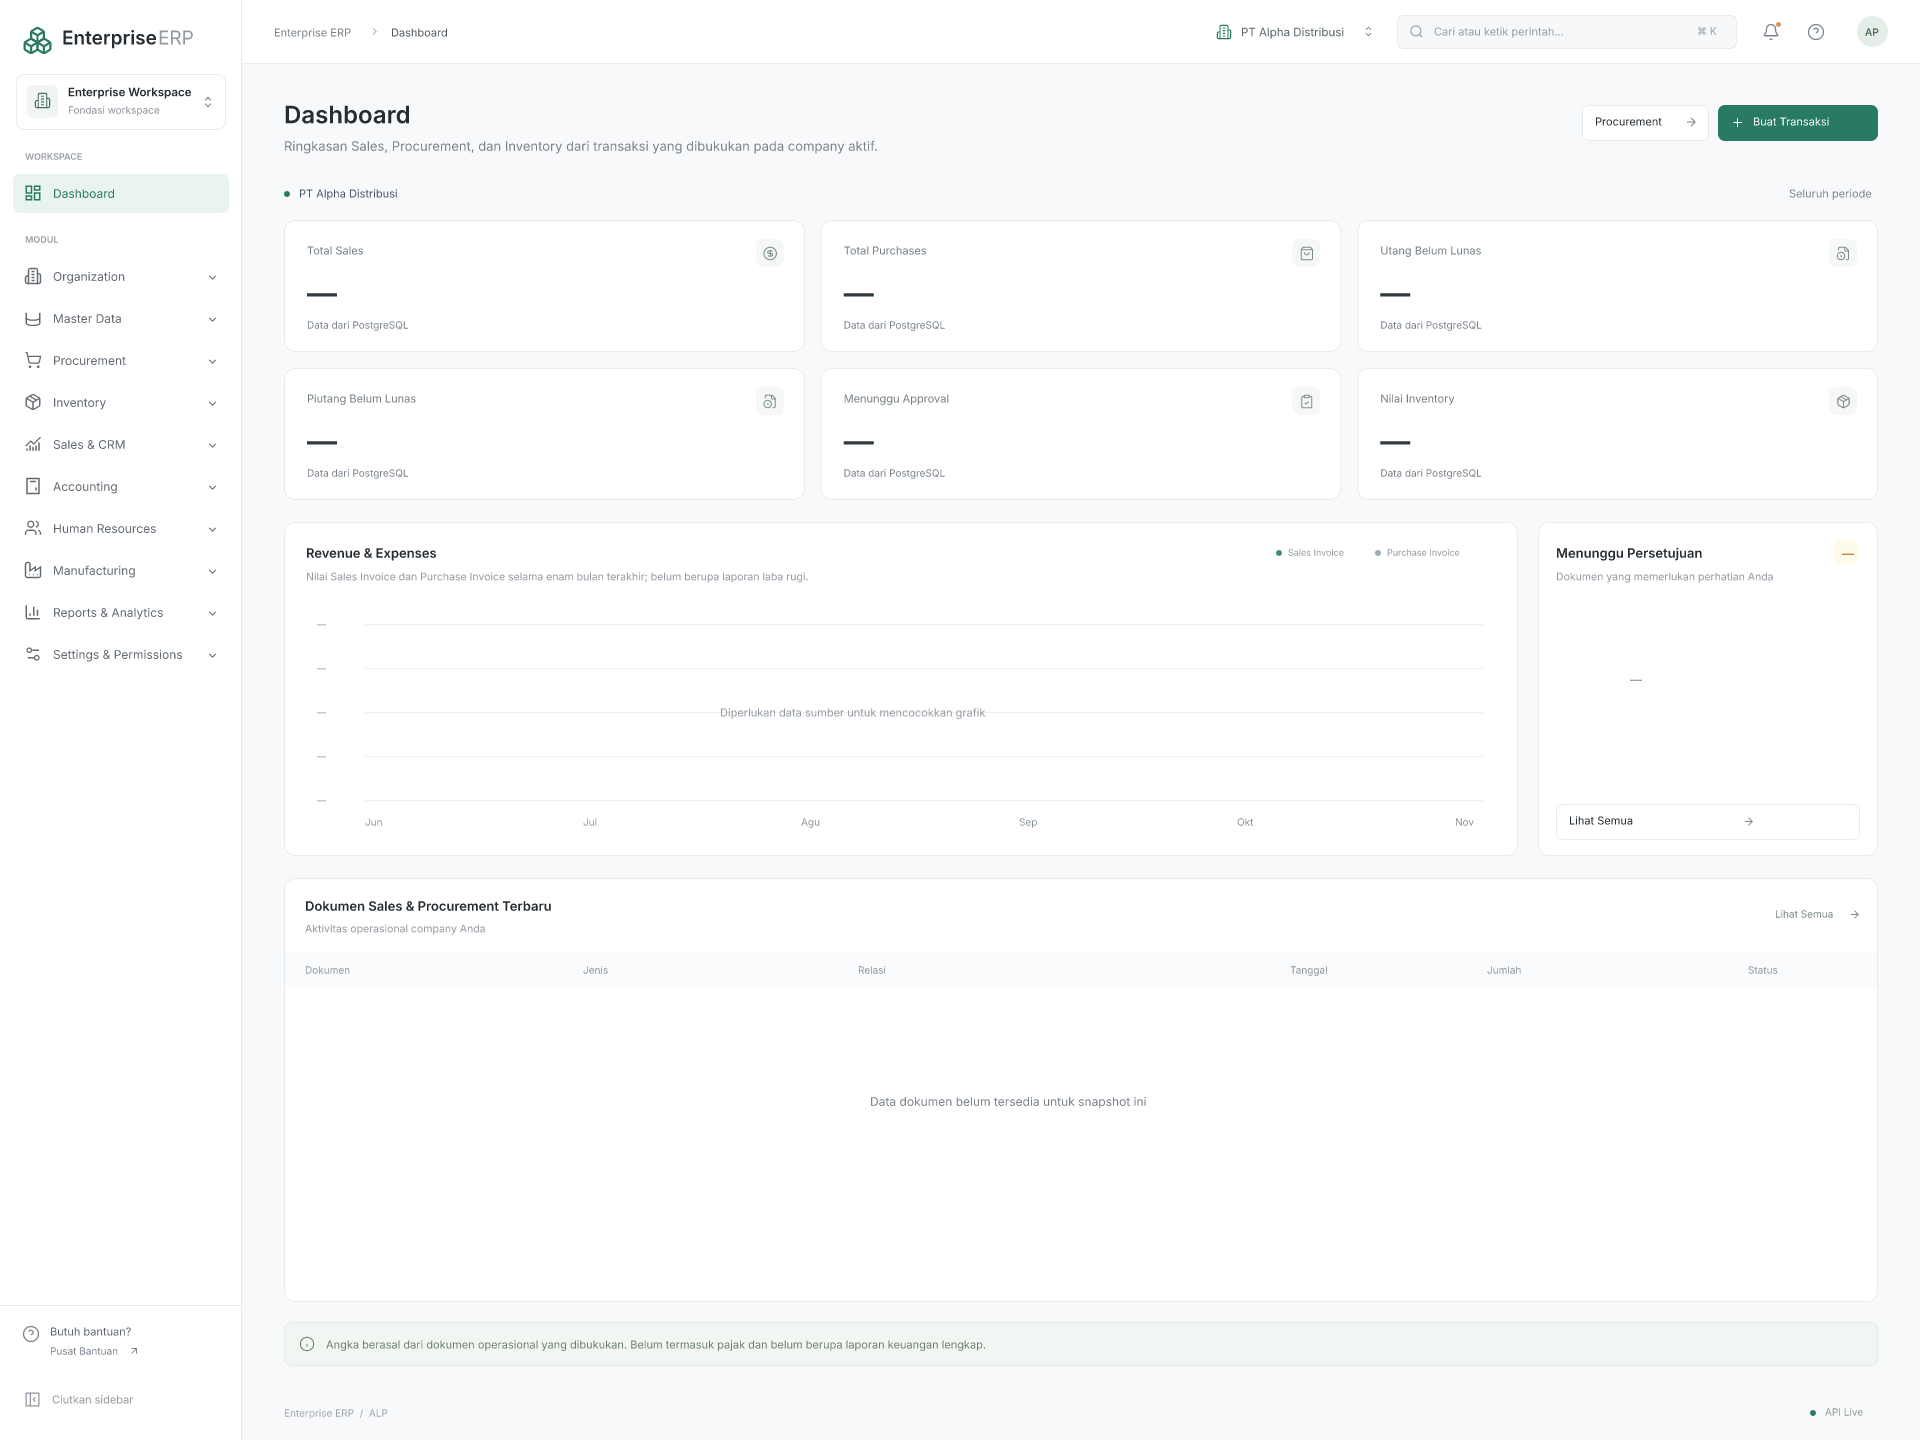 EnterpriseERP
Enterprise Workspace
Fondasi workspace
WORKSPACE
Dashboard
MODUL
Organization
Master Data
Procurement
Inventory
Sales & CRM
Accounting
Human Resources
Manufacturing
Reports & Analytics
Settings & Permissions
Butuh bantuan?
Pusat Bantuan
Ciutkan sidebar
Enterprise ERP
Dashboard
PT Alpha Distribusi
Cari atau ketik perintah...
⌘ K
AP
Dashboard
Ringkasan Sales, Procurement, dan Inventory dari transaksi yang dibukukan pada company aktif.
Procurement
Buat Transaksi
PT Alpha Distribusi
Seluruh periode
Total Sales
—
Data dari PostgreSQL
Total Purchases
—
Data dari PostgreSQL
Utang Belum Lunas
—
Data dari PostgreSQL
Piutang Belum Lunas
—
Data dari PostgreSQL
Menunggu Approval
—
Data dari PostgreSQL
Nilai Inventory
—
Data dari PostgreSQL
Revenue & Expenses
Nilai Sales Invoice dan Purchase Invoice selama enam bulan terakhir; belum berupa laporan laba rugi.
Sales Invoice
Purchase Invoice
—
—
—
—
—
Diperlukan data sumber untuk mencocokkan grafik
Jun
Jul
Agu
Sep
Okt
Nov
Menunggu Persetujuan
—
Dokumen yang memerlukan perhatian Anda
—
Lihat Semua
Dokumen Sales & Procurement Terbaru
Aktivitas operasional company Anda
Lihat Semua
Dokumen
Jenis
Relasi
Tanggal
Jumlah
Status
Data dokumen belum tersedia untuk snapshot ini
Angka berasal dari dokumen operasional yang dibukukan. Belum termasuk pajak dan belum berupa laporan keuangan lengkap.
Enterprise ERP / ALP
API Live